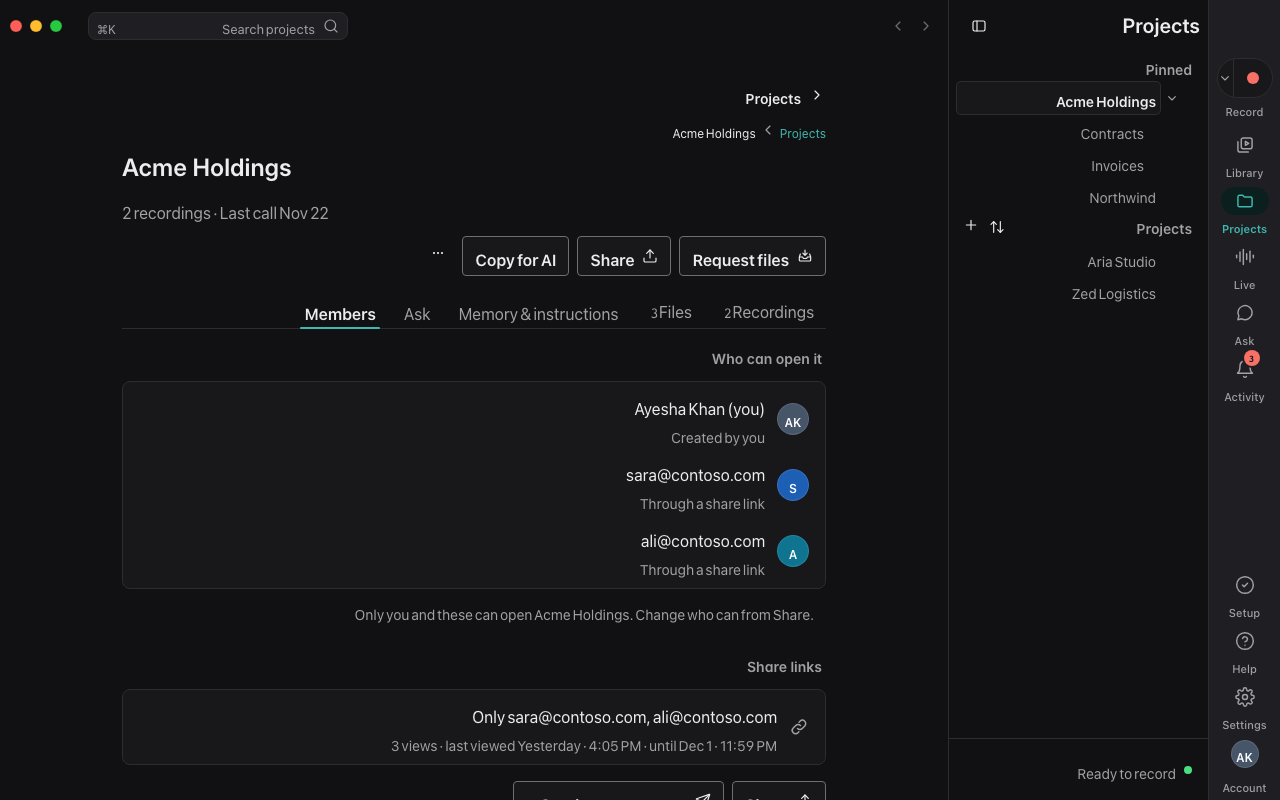 ⌘K
Search projects
Projects
Record
Library
Projects
Live
Ask
3
Activity
Setup
Help
Settings
AK
Account
Pinned
Acme Holdings
Contracts
Invoices
Northwind
Projects
Aria Studio
Zed Logistics
Ready to record
Projects
Projects
Acme Holdings
Acme Holdings
2 recordings · Last call Nov 22
Request files
Share
Copy for AI
2 Recordings
3 Files
Memory & instructions
Ask
Members
Who can open it
AK
Ayesha Khan (you)
Created by you
S
sara@contoso.com
Through a share link
A
ali@contoso.com
Through a share link
Only you and these can open Acme Holdings. Change who can from Share.
Share links
Only sara@contoso.com, ali@contoso.com
3 views · last viewed Yesterday · 4:05 PM · until Dec 1 · 11:59 PM